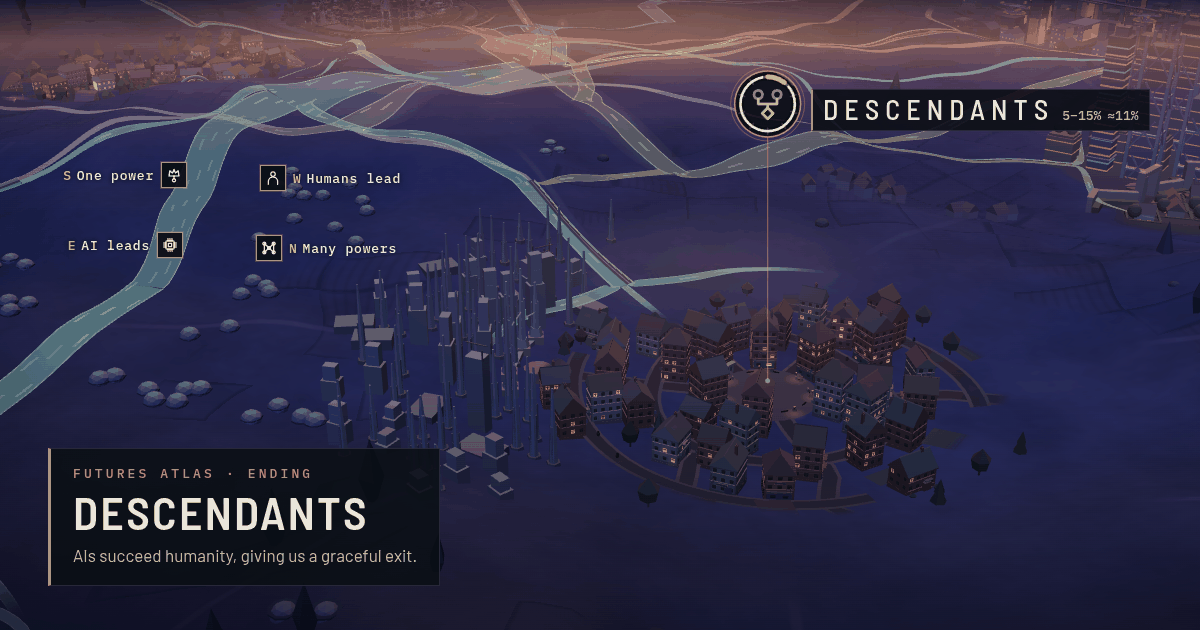 DESCENDANTS 5–15% ≈11%
S One power
W Humans lead
E AI leads
N Many powers
FUTURES ATLAS · ENDING
DESCENDANTS
AIs succeed humanity, giving us a graceful exit.